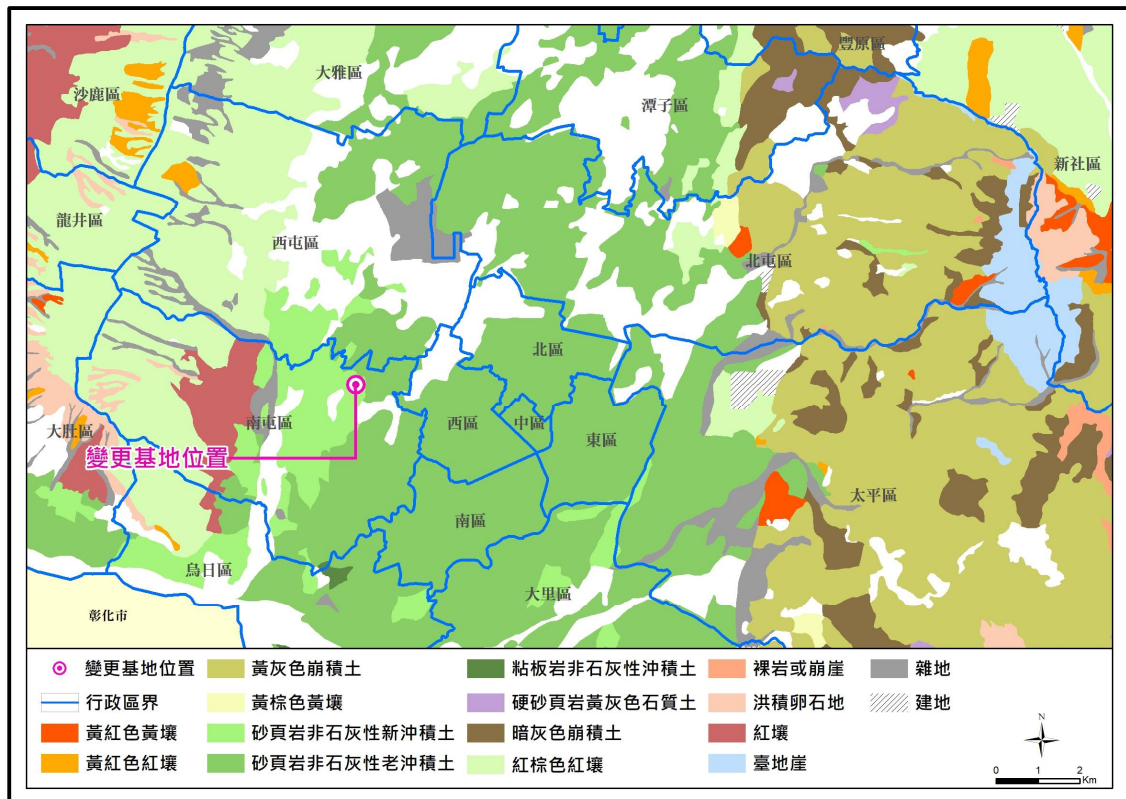 豐原區
大雅區
沙鹿區
潭子區
新社區
龍井區
西屯區
北屯區
北區
南屯區
西區
中區
東區
大肚區
變更基地位置
太平區
南區
烏日區
大里區
彰化市
變更基地位置
黃灰色崩積土
粘板岩非石灰性沖積土
裸岩或崩崖
雜地
行政區界
黃棕色黃壤
硬砂頁岩黃灰色石質土
洪積卵石地
建地
黃紅色黃壤
砂頁岩非石灰性新沖積土
暗灰色崩積土
紅壤
黃紅色紅壤
砂頁岩非石灰性老沖積土
紅棕色紅壤
臺地崖
N
0 1 2
Km